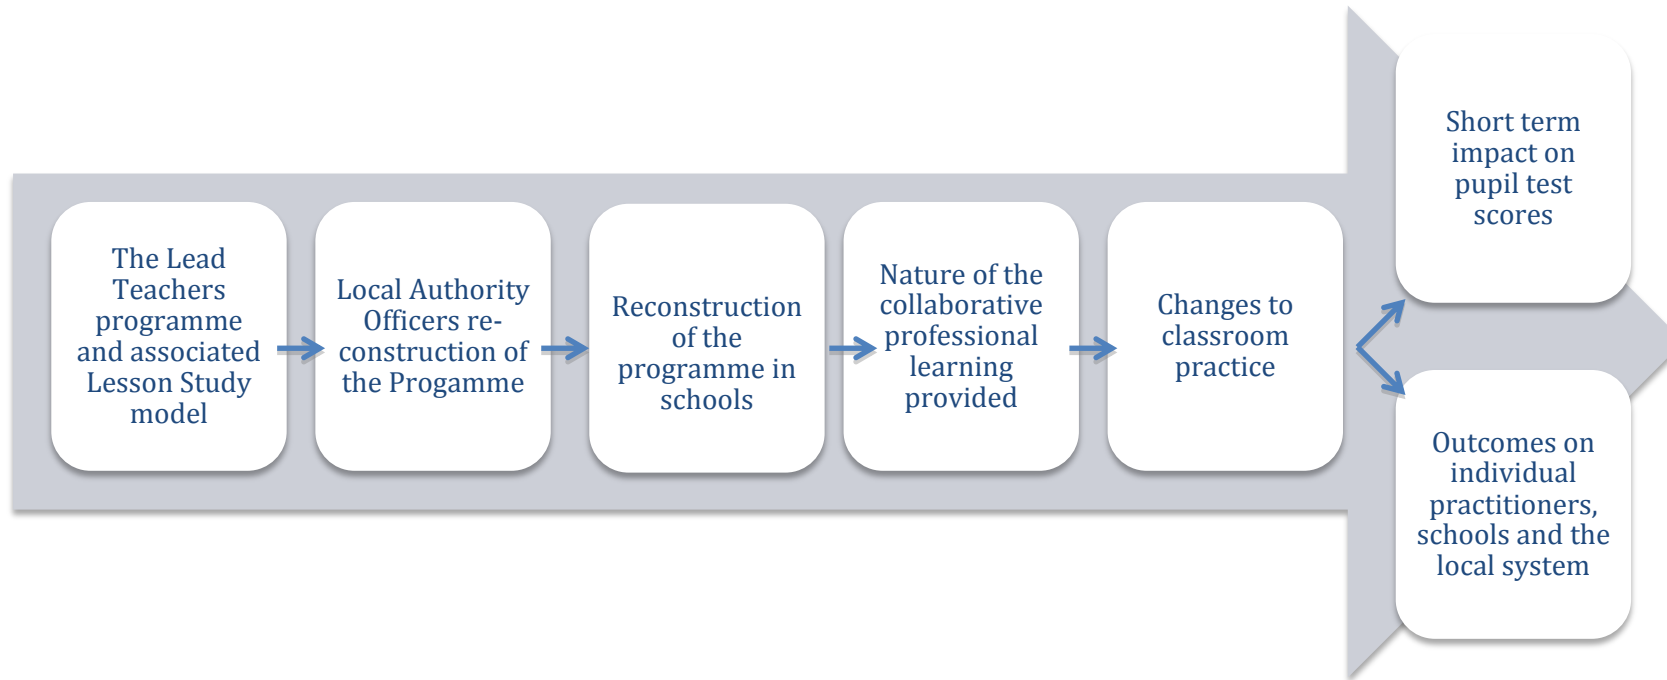 The Lead
Teachers
programme
and associated
Lesson Study
model
Local Authority
Officers re-
construction of
the Progamme
Reconstruction
of the
programme in
schools
Nature of the
collaborative
professional
learning
provided
Changes to
classroom
practice
Short term
impact on
pupil test
scores
Outcomes on
individual
practitioners,
schools and the
local system